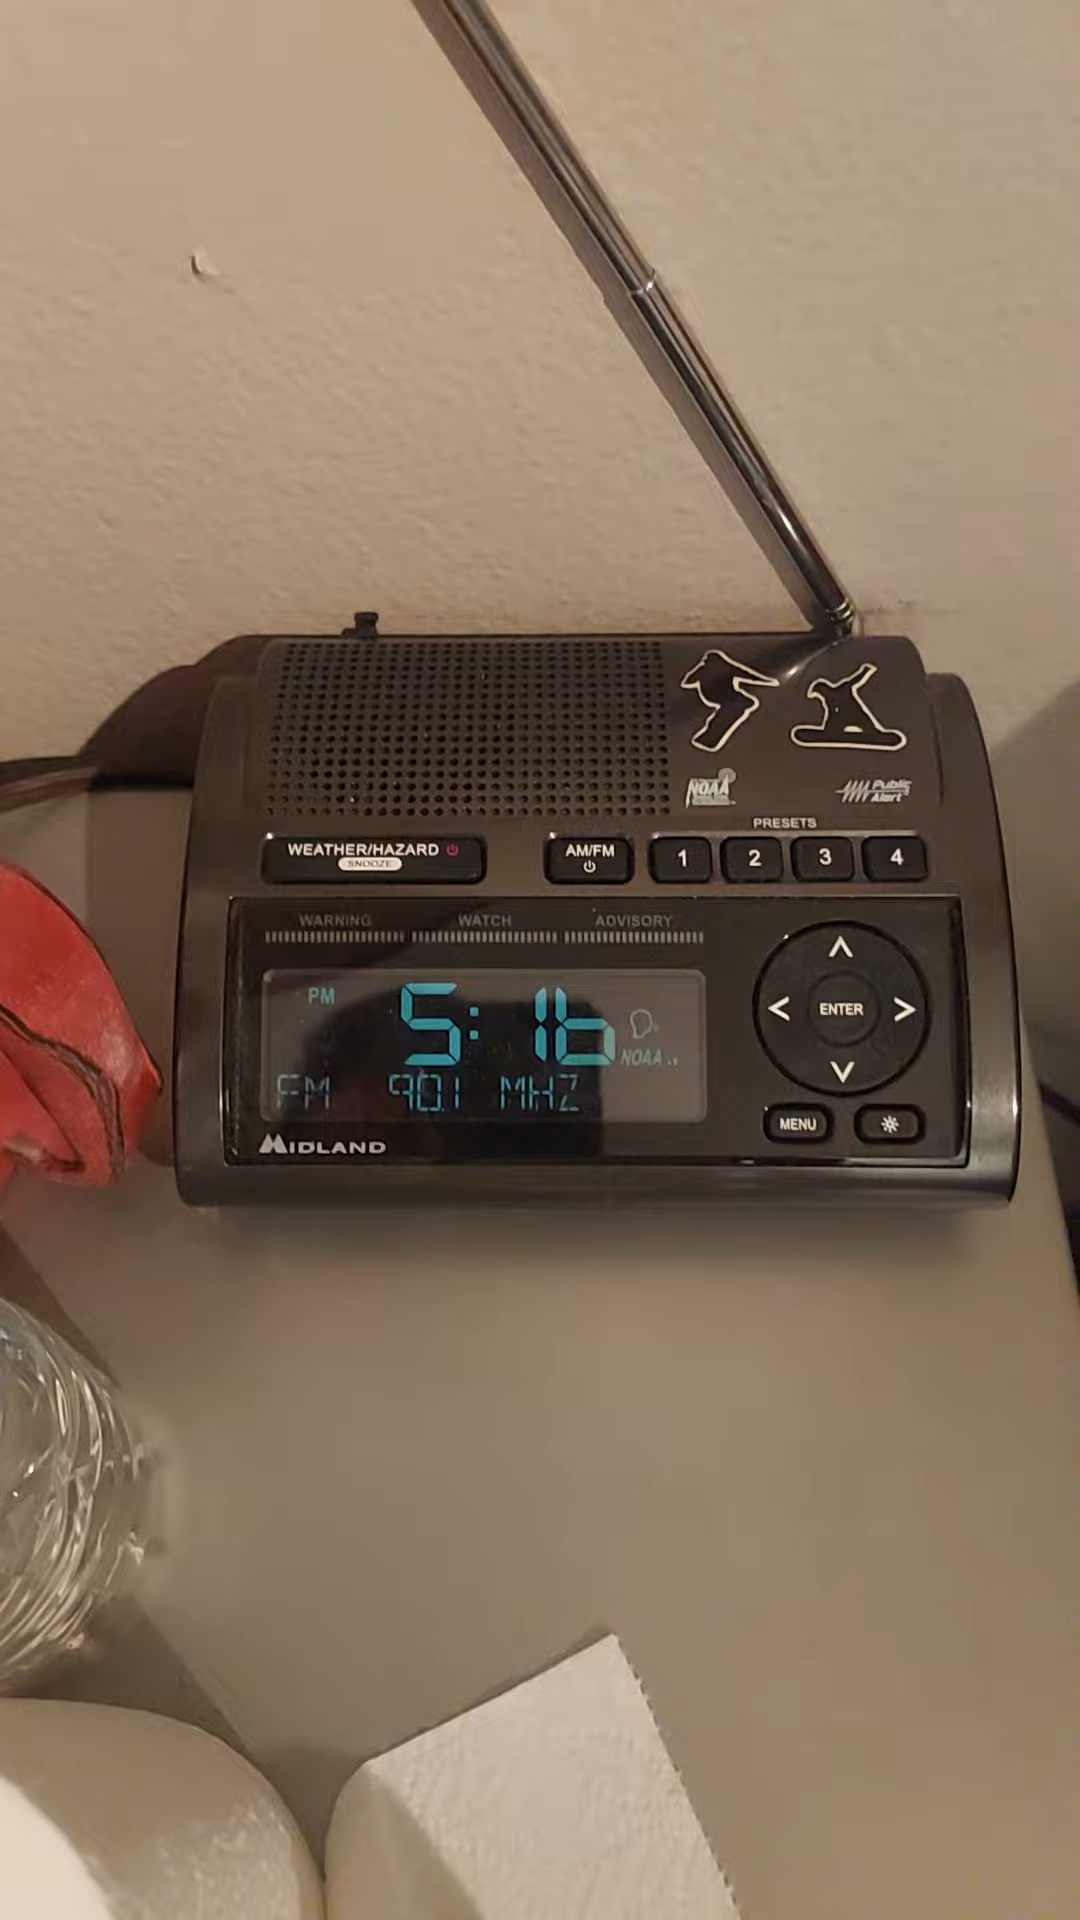 NOAA
Public
Alert
PRESETS
WEATHER/HAZARD
SNOOZE
AM/FM
1 2 3 4
WARNING WATCH ADVISORY
PM 5:16
NOAA
FM 90.1 MHZ
MIDLAND
ENTER
MENU